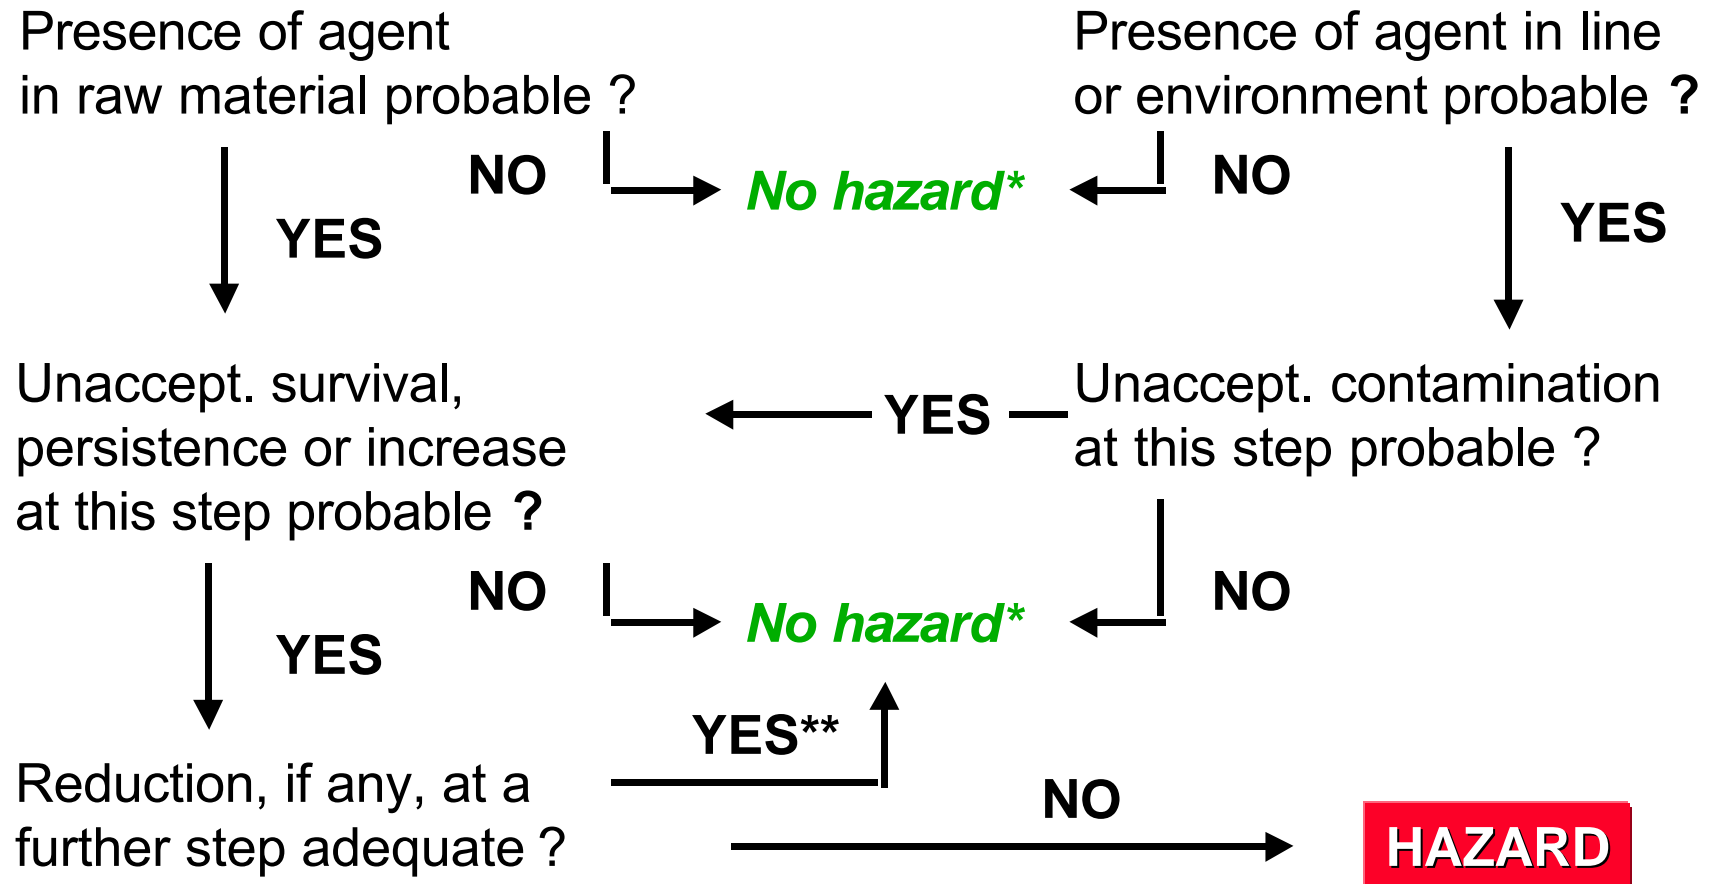 Presence of agent
in raw material probable ?
Presence of agent in line
or environment probable ?
NO
No hazard*
NO
YES
YES
Unaccept. survival,
persistence or increase
at this step probable ?
YES
Unaccept. contamination
at this step probable ?
NO
No hazard*
NO
YES
YES**
Reduction, if any, at a
further step adequate ?
NO
HAZARD